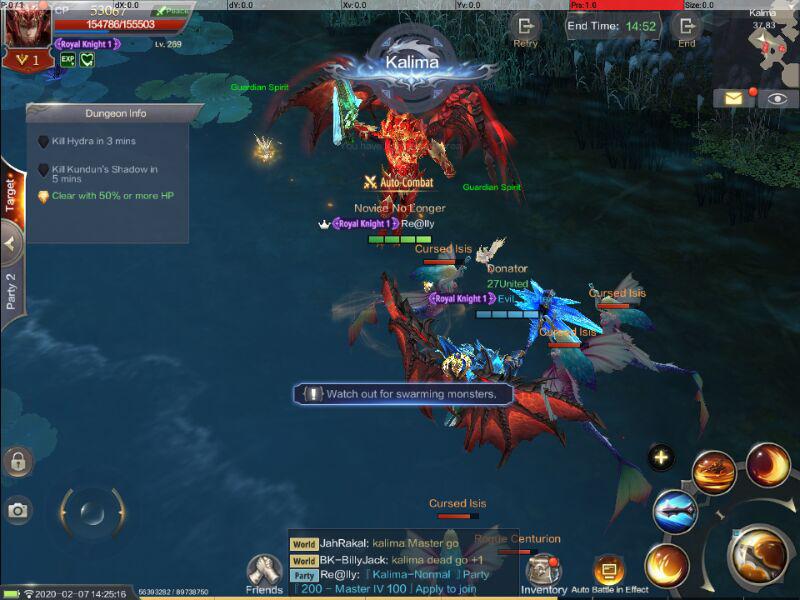 P:0 / 1 dX:0.0 dY:0.0 Xv:0.0 Yv:0.0 Prs:1.0 Size:0.0
CP 53067 Peace
154786/155503
Royal Knight 1 Lv. 269
1 EXP
Kalima
Retry
End Time: 14:52
End
Kalima
37,83
Guardian Spirit
Dungeon Info
Kill Hydra in 3 mins
Kill Kundun's Shadow in
5 mins
Clear with 50% or more HP
Target
Party 2
Auto-Combat
Guardian Spirit
Novice No Longer
Royal Knight 1 Re@lly
Cursed Isis
Donator
27United
Royal Knight 1 Evil
Cursed Isis
Cursed Isis
Watch out for swarming monsters.
Cursed Isis
Rogue Centurion
World JahRakal: kalima Master go
World BK-BillyJack: kalima dead go +1
Party Re@lly: 『Kalima-Normal 』Party
『200 - Master IV 100 』Apply to join
Friends
Inventory
Auto Battle in Effect
2020-02-07 14:25:16
56393282 / 89738750